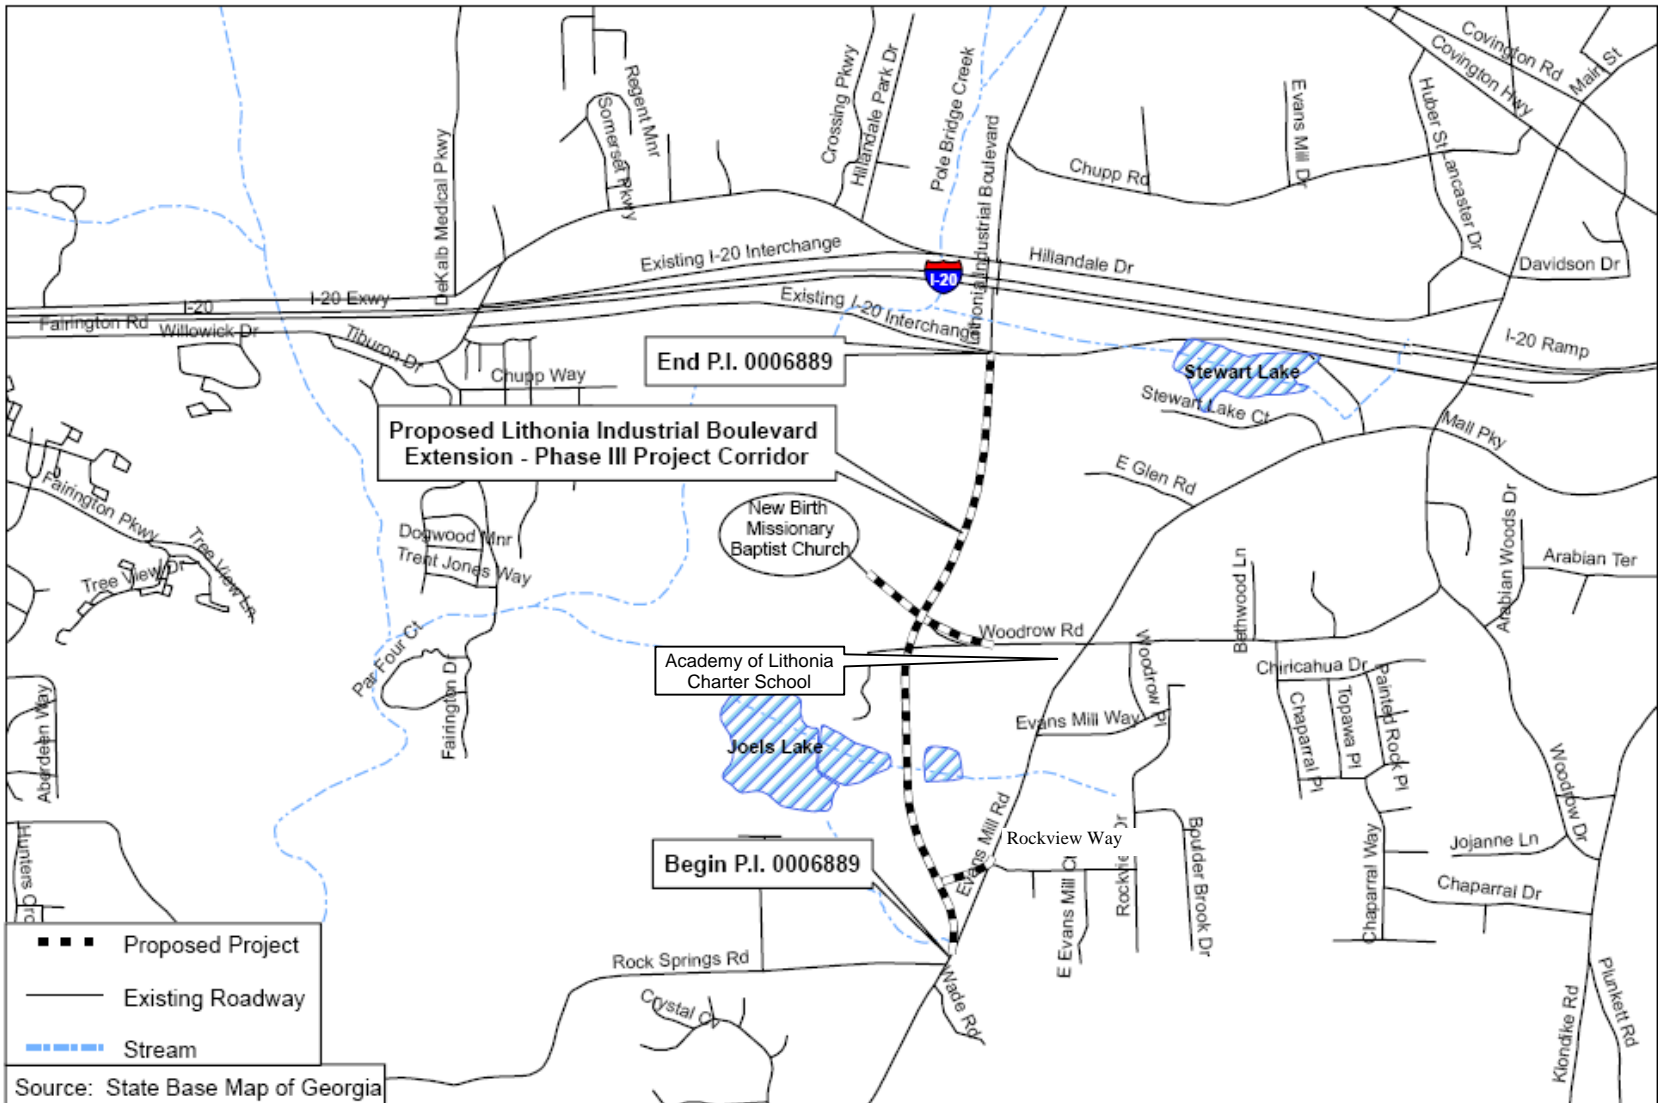 Covington Rd
Covington Hwy
Main St
Regent Mnr
Somerset Pkwy
Crossing Pkwy
Hillandale Park Dr
Pole Bridge Creek
Lithonia Industrial Boulevard
Evans Mill Dr
Huber St
Lancaster Dr
DeKalb Medical Pkwy
Chupp Rd
Existing I-20 Interchange
Hillandale Dr
Davidson Dr
I-20
I-20 Exwy
I-20
Existing I-20 Interchange
Fairington Rd
Willowick Dr
Tiburon Dr
I-20 Ramp
End P.I. 0006889
Stewart Lake
Chupp Way
Stewart Lake Ct
Mall Pky
Proposed Lithonia Industrial Boulevard
Extension - Phase III Project Corridor
E Glen Rd
Fairington Pkwy
Tree View Dr
Tree View Ln
New Birth
Missionary
Baptist Church
Dogwood Mnr
Trent Jones Way
Arabian Woods Dr
Arabian Ter
Bethwood Ln
Par Four Ct
Fairington Dr
Woodrow Rd
Academy of Lithonia
Charter School
Woodrow Pl
Chiricahua Dr
Painted Rock Pl
Topawa Pl
Chaparral Pl
Evans Mill Way
Aberdeen Way
Joels Lake
Woodrow Dr
Evans Mill Rd
Rockview Way
Dr
Rockvie
Boulder Brook Dr
Chaparral Way
Jojanne Ln
Hunters Circ
Begin P.I. 0006889
E Evans Mill Ct
Chaparral Dr
Proposed Project
Existing Roadway
Stream
Rock Springs Rd
Crystal C
Wade Rd
Klondike Rd
Plunkett Rd
Source: State Base Map of Georgia